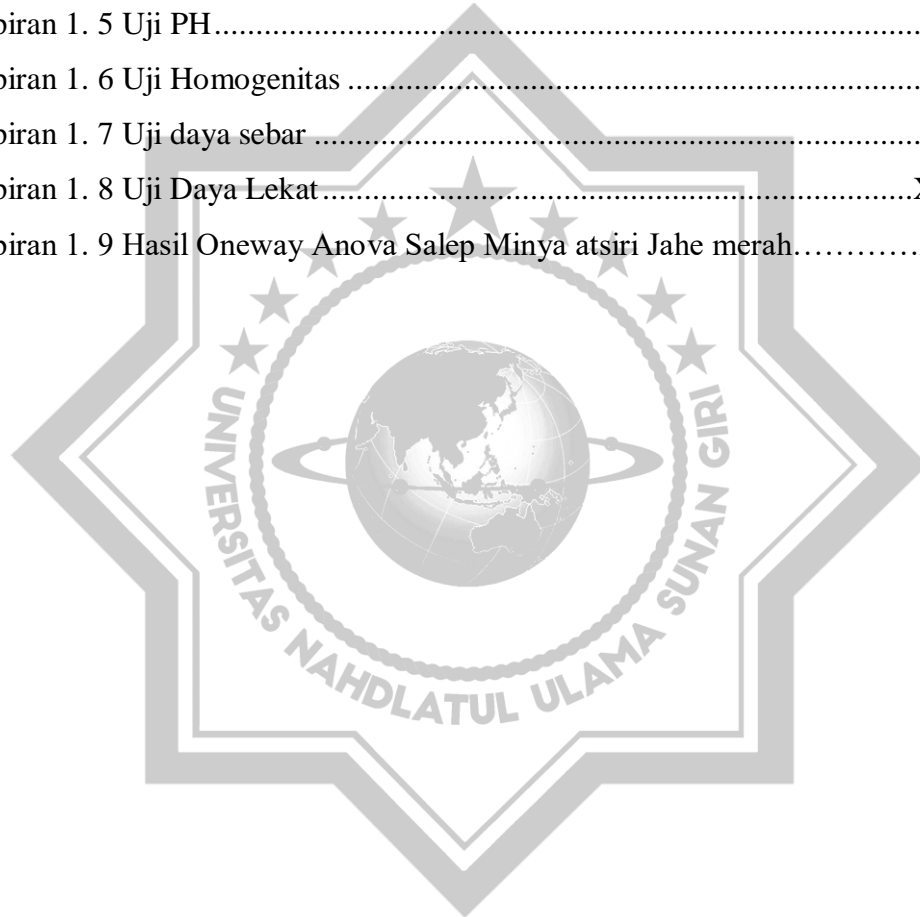 piran 1. 5 Uji PH....................................................................................
piran 1. 6 Uji Homogenitas ....................................................................
piran 1. 7 Uji daya sebar ........................................................................
piran 1. 8 Uji Daya Lekat.......................................................................X
piran 1. 9 Hasil Oneway Anova Salep Minya atsiri Jahe merah…………..
UNIVERSITAS NAHDLATUL ULAMA SUNAN GIRI